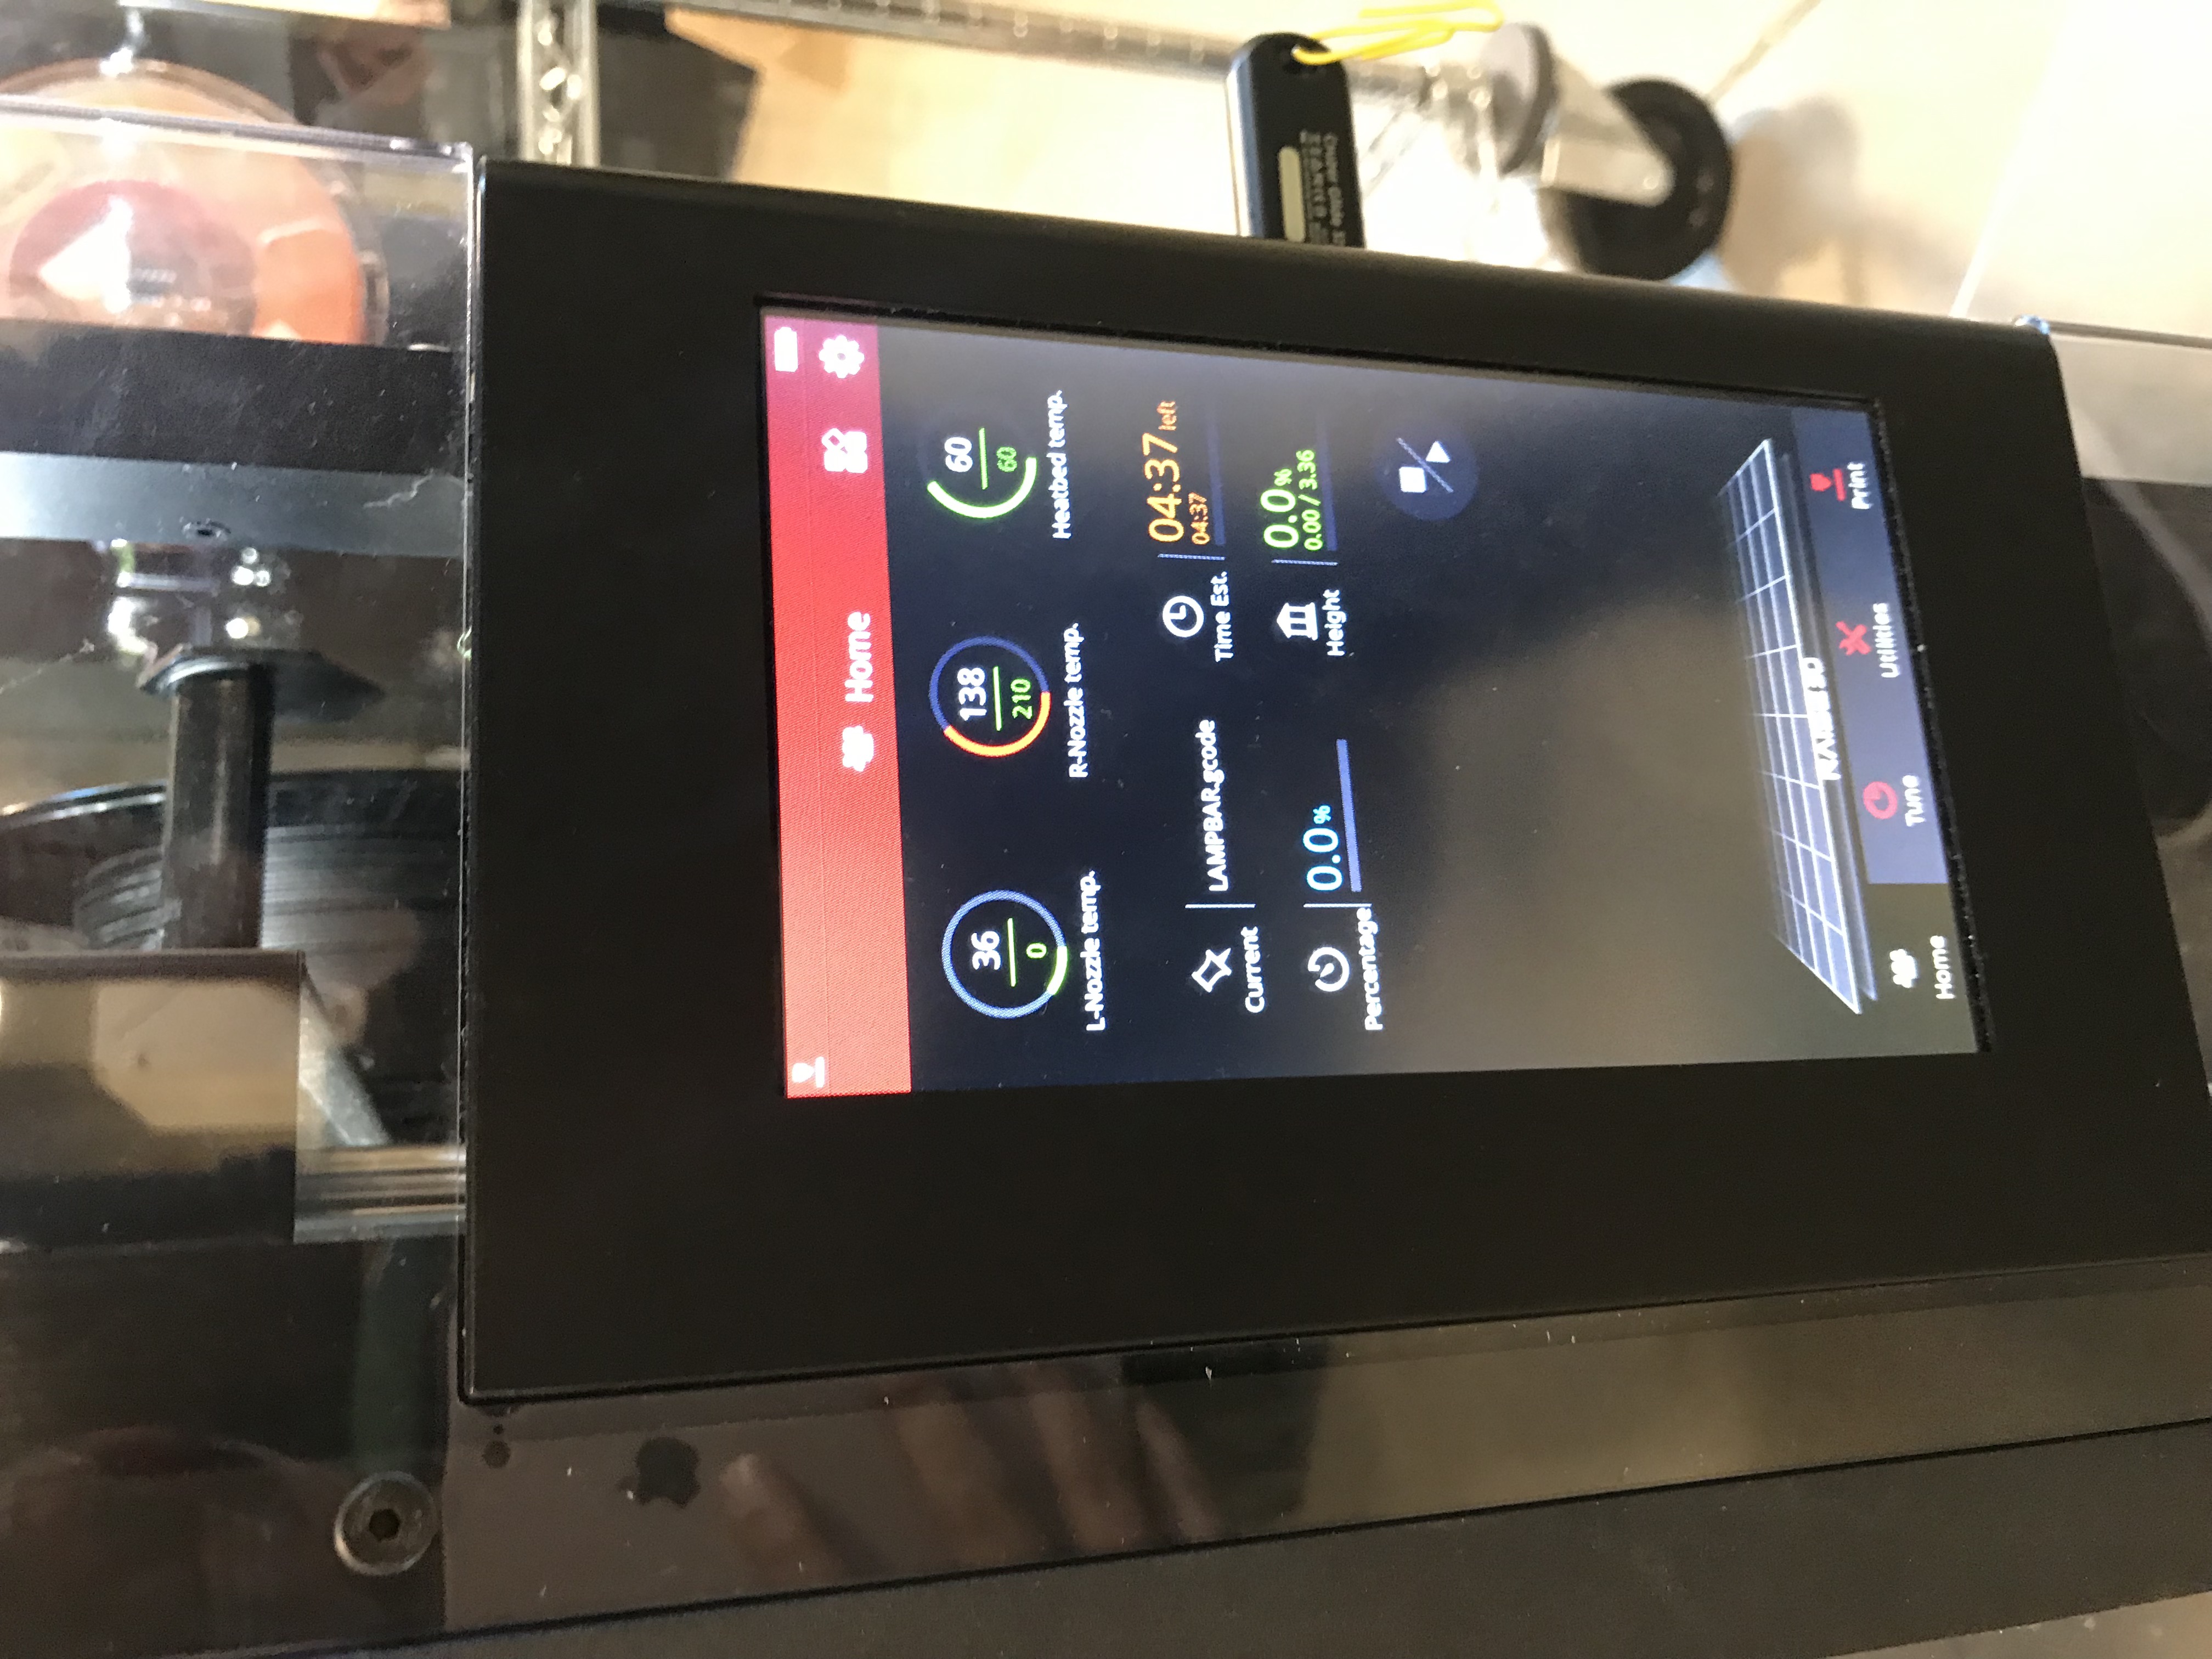 Home
36
0
L-Nozzle temp.
138
210
R-Nozzle temp.
60
60
Heatbed temp.
Current
LAMPBAR.gcode
Time Est.
04:37 left
04:37
Percentage
0.0%
Height
0.0%
0.00 / 3.36
RAISE3D
Home
Tune
Utilities
Print